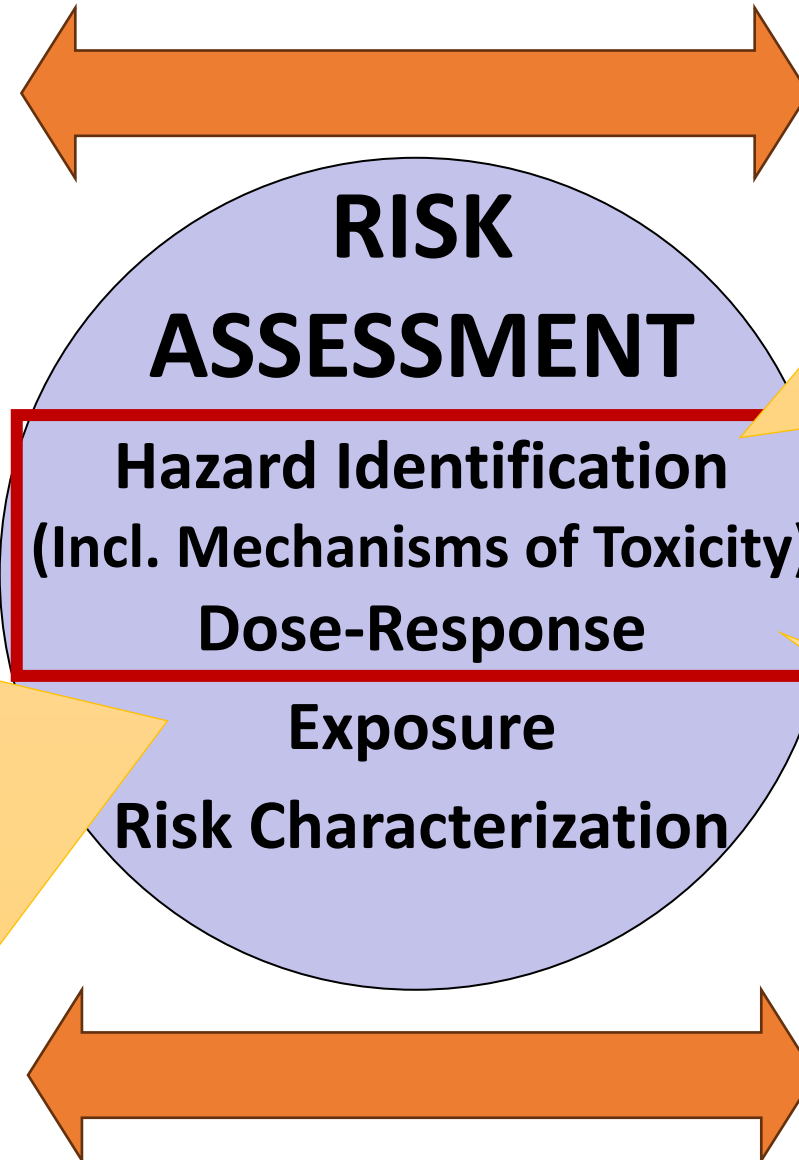 RISK
ASSESSMENT
Hazard Identification
(Incl. Mechanisms of Toxicity)
Dose-Response
Exposure
Risk Characterization